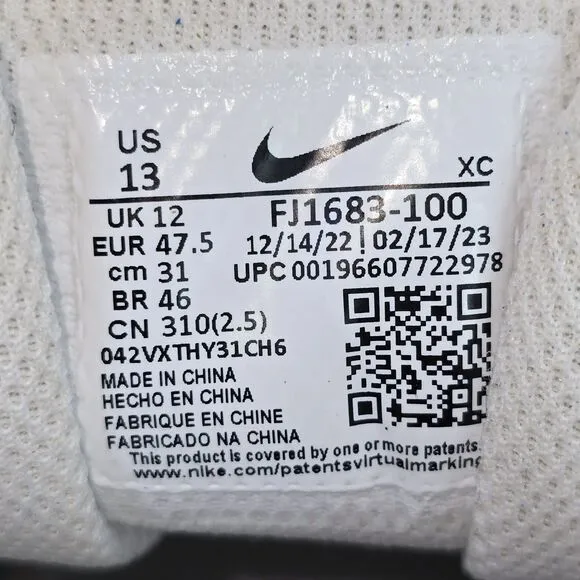 US
13
XC
UK 12
FJ1683-100
EUR 47.5
12/14/22 | 02/17/23
cm 31
UPC 00196607722978
BR 46
CN 310(2.5)
042VXTHY31CH6
MADE IN CHINA
HECHO EN CHINA
FABRIQUE EN CHINE
FABRICADO NA CHINA
This product is covered by one or more patents.
www.nike.com/patentsvirtualmarking